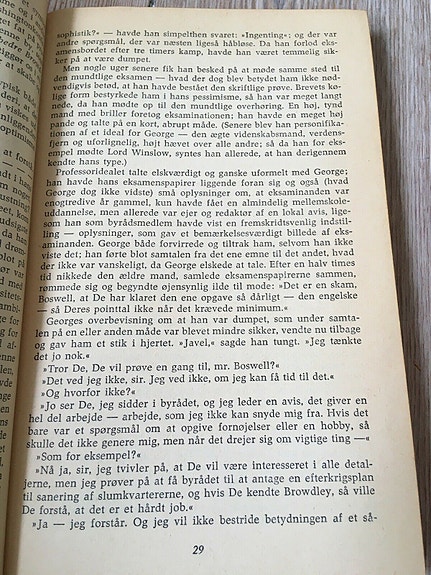 sophistik?« — havde han simpelthen svaret: »Ingenting«; og der var
andre spørgsmål, der var næsten ligeså håbløse. Da han forlod eks-
amensbordet efter tre timers kamp, havde han været temmelig sik-
ker på at være dumpet.
Men nogle uger senere fik han besked på at møde samme sted til
den mundtlige eksamen — hvad der dog blev betydet ham ikke nød-
vendigvis betød, at han havde bestået den skriftlige prøve. Brevets kø-
lige form bestyrkede ham i hans pessimisme, så han var meget langt
nede, da han mødte op til den mundtlige overhøring. En høj, tynd
mand med briller foretog eksaminationen; han havde en meget høj
pande og talte på en kort, abrupt måde. (Senere blev han personifika-
tionen af et ideal for George — den ægte videnskabsmand, verdens-
fjern og ufortrødelig, højt hævet over alle andre; så da han for eks-
empel mødte Lord Winslow, syntes han allerede, at han derigennem
kendte hans type.)
Professoridealet talte elskværdigt og ganske uformelt med George;
han havde hans eksamenspapirer liggende foran sig og også (hvad
George dog ikke vidste) små oplysninger om, at eksaminanden var
enogtredive år gammel, kun havde fået en almindelig mellemskole-
uddannelse, men allerede var ejer og redaktør af en lokal avis, lige-
som han som byrådsmedlem havde vist en fremskridtsvenlig indstil-
ling — oplysninger, som gav et bemærkelsesværdigt billede af eks-
aminanden. George både forvirrede og tiltrak ham, selvom han ikke
viste det; han førte blot samtalen fra det ene emne til det andet, hvad
der ikke var vanskeligt, da George elskede at tale. Efter en halv times
tid nikkede den ældre mand, samlede eksamenspapirerne sammen,
rømmede sig og begyndte øjensynlig ilde til mode: »Det er en skam,
Boswell, at De har klaret den ene opgave så dårligt — den engelske
— så Deres pointtal ikke når det krævede minimum.«
Georges overbevisning om at han var dumpet, som under samta-
len på en eller anden måde var blevet mindre sikker, vendte nu tilbage
og gav ham et stik i hjertet. »Javel,« sagde han tungt. »Jeg tænkte
det jo nok.«
»Tror De, De vil prøve en gang til, mr. Boswell?«
»Det ved jeg ikke, sir. Jeg ved ikke, om jeg kan få tid til det.«
»Og hvorfor ikke?«
»Jo ser De, jeg sidder i byrådet, og jeg leder en avis, det giver en
hel del arbejde — arbejde, som jeg ikke kan snyde mig fra. Hvis det
bare var et spørgsmål om at opgive fornøjelser eller en hobby, så
skulle det ikke genere mig, men når det drejer sig om vigtige ting —«
»Som for eksempel?«
»Nå ja, sir, jeg tvivler på, at De vil være interesseret i alle detal-
jerne, men jeg prøver på at få byrådet til at antage en efterkrigsplan
til sanering af slumkvartererne, og hvis De kendte Browdley, så ville
De forstå, at det er et hårdt job.«
»Ja — jeg forstår. Og jeg vil ikke bestride betydningen af et så-
29